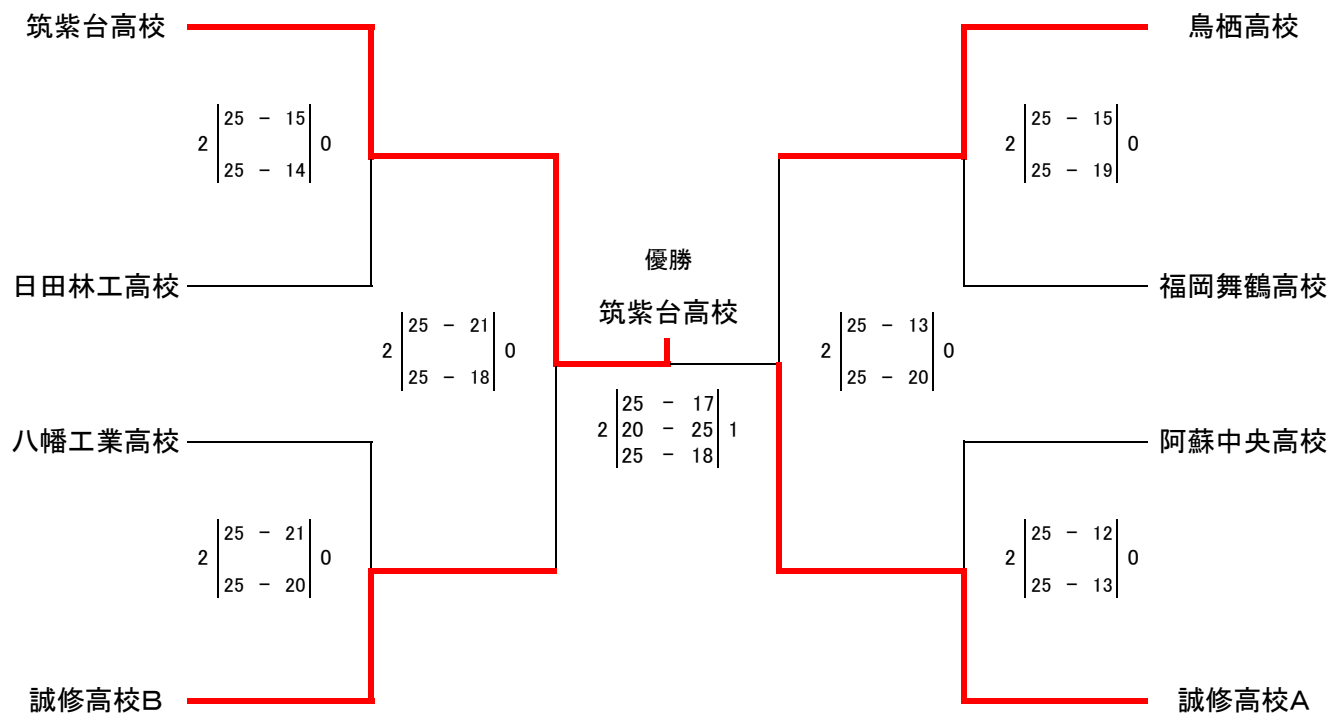 筑紫台高校
鳥栖高校
25 － 15
25 － 15
2
0
2
0
25 － 14
25 － 19
優勝
日田林工高校
福岡舞鶴高校
筑紫台高校
25 － 21
25 － 13
2
0
2
0
25 － 18
25 － 20
25 － 17
2
20 － 25
1
八幡工業高校
阿蘇中央高校
25 － 18
25 － 21
25 － 12
2
0
2
0
25 － 20
25 － 13
誠修高校Ｂ
誠修高校Ａ